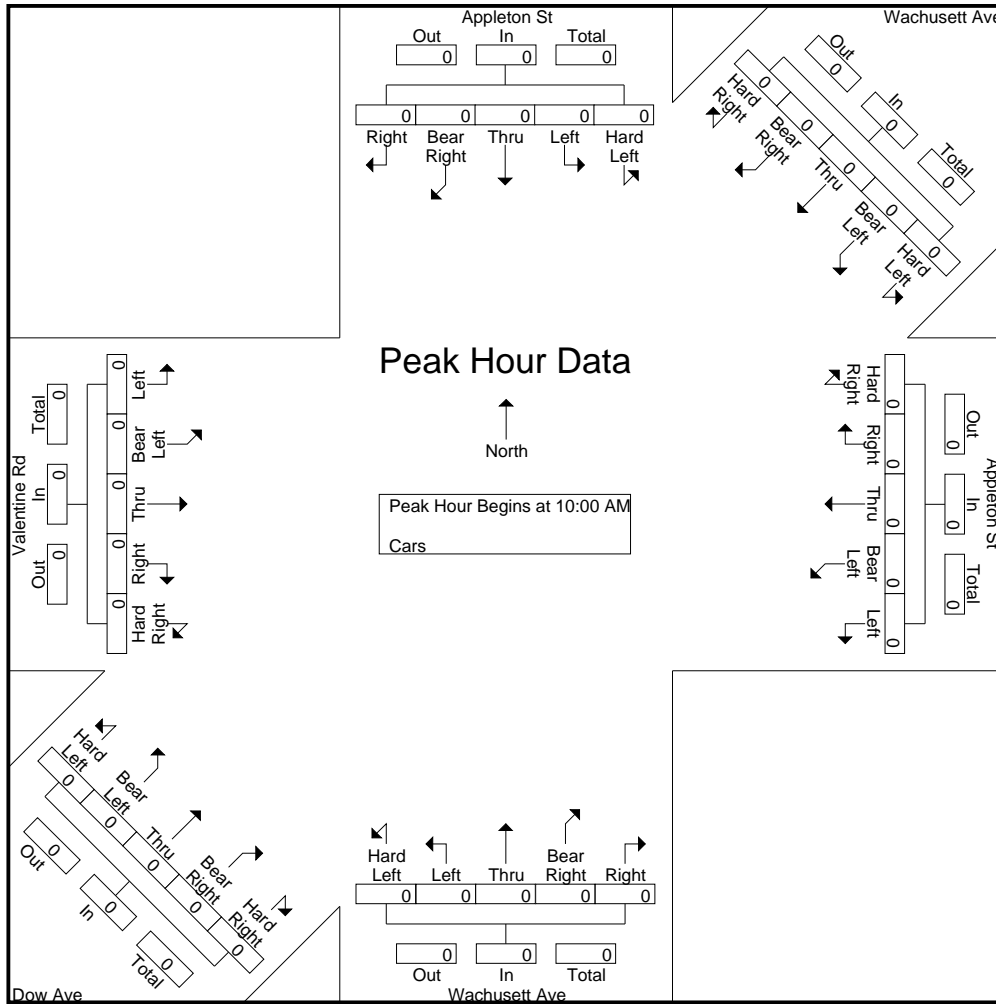 Appleton St
Out In Total
0 0 0
0 0 0 0 0
Right Bear Right Thru Left Hard Left
Wachusett Ave
Out In Total
0 0 0
0 0 0 0 0
Hard Right Bear Right Thru Bear Left Hard Left
Peak Hour Data
North
Peak Hour Begins at 10:00 AM
Cars
Valentine Rd
Total In Out
0 0 0
0 0 0 0 0
Left Bear Left Thru Right Hard Right
Appleton St
Out In Total
0 0 0
0 0 0 0 0
Hard Right Right Thru Bear Left Left
Hard Left Bear Left Thru Bear Right Hard Right
0 0 0 0 0
0 0 0
Out In Total
Dow Ave
Hard Left Left Thru Bear Right Right
0 0 0 0 0
0 0 0
Out In Total
Wachusett Ave